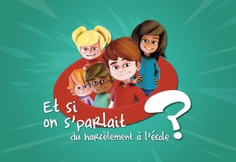 Et si
on s'parlait
du harcèlement à l'école
?